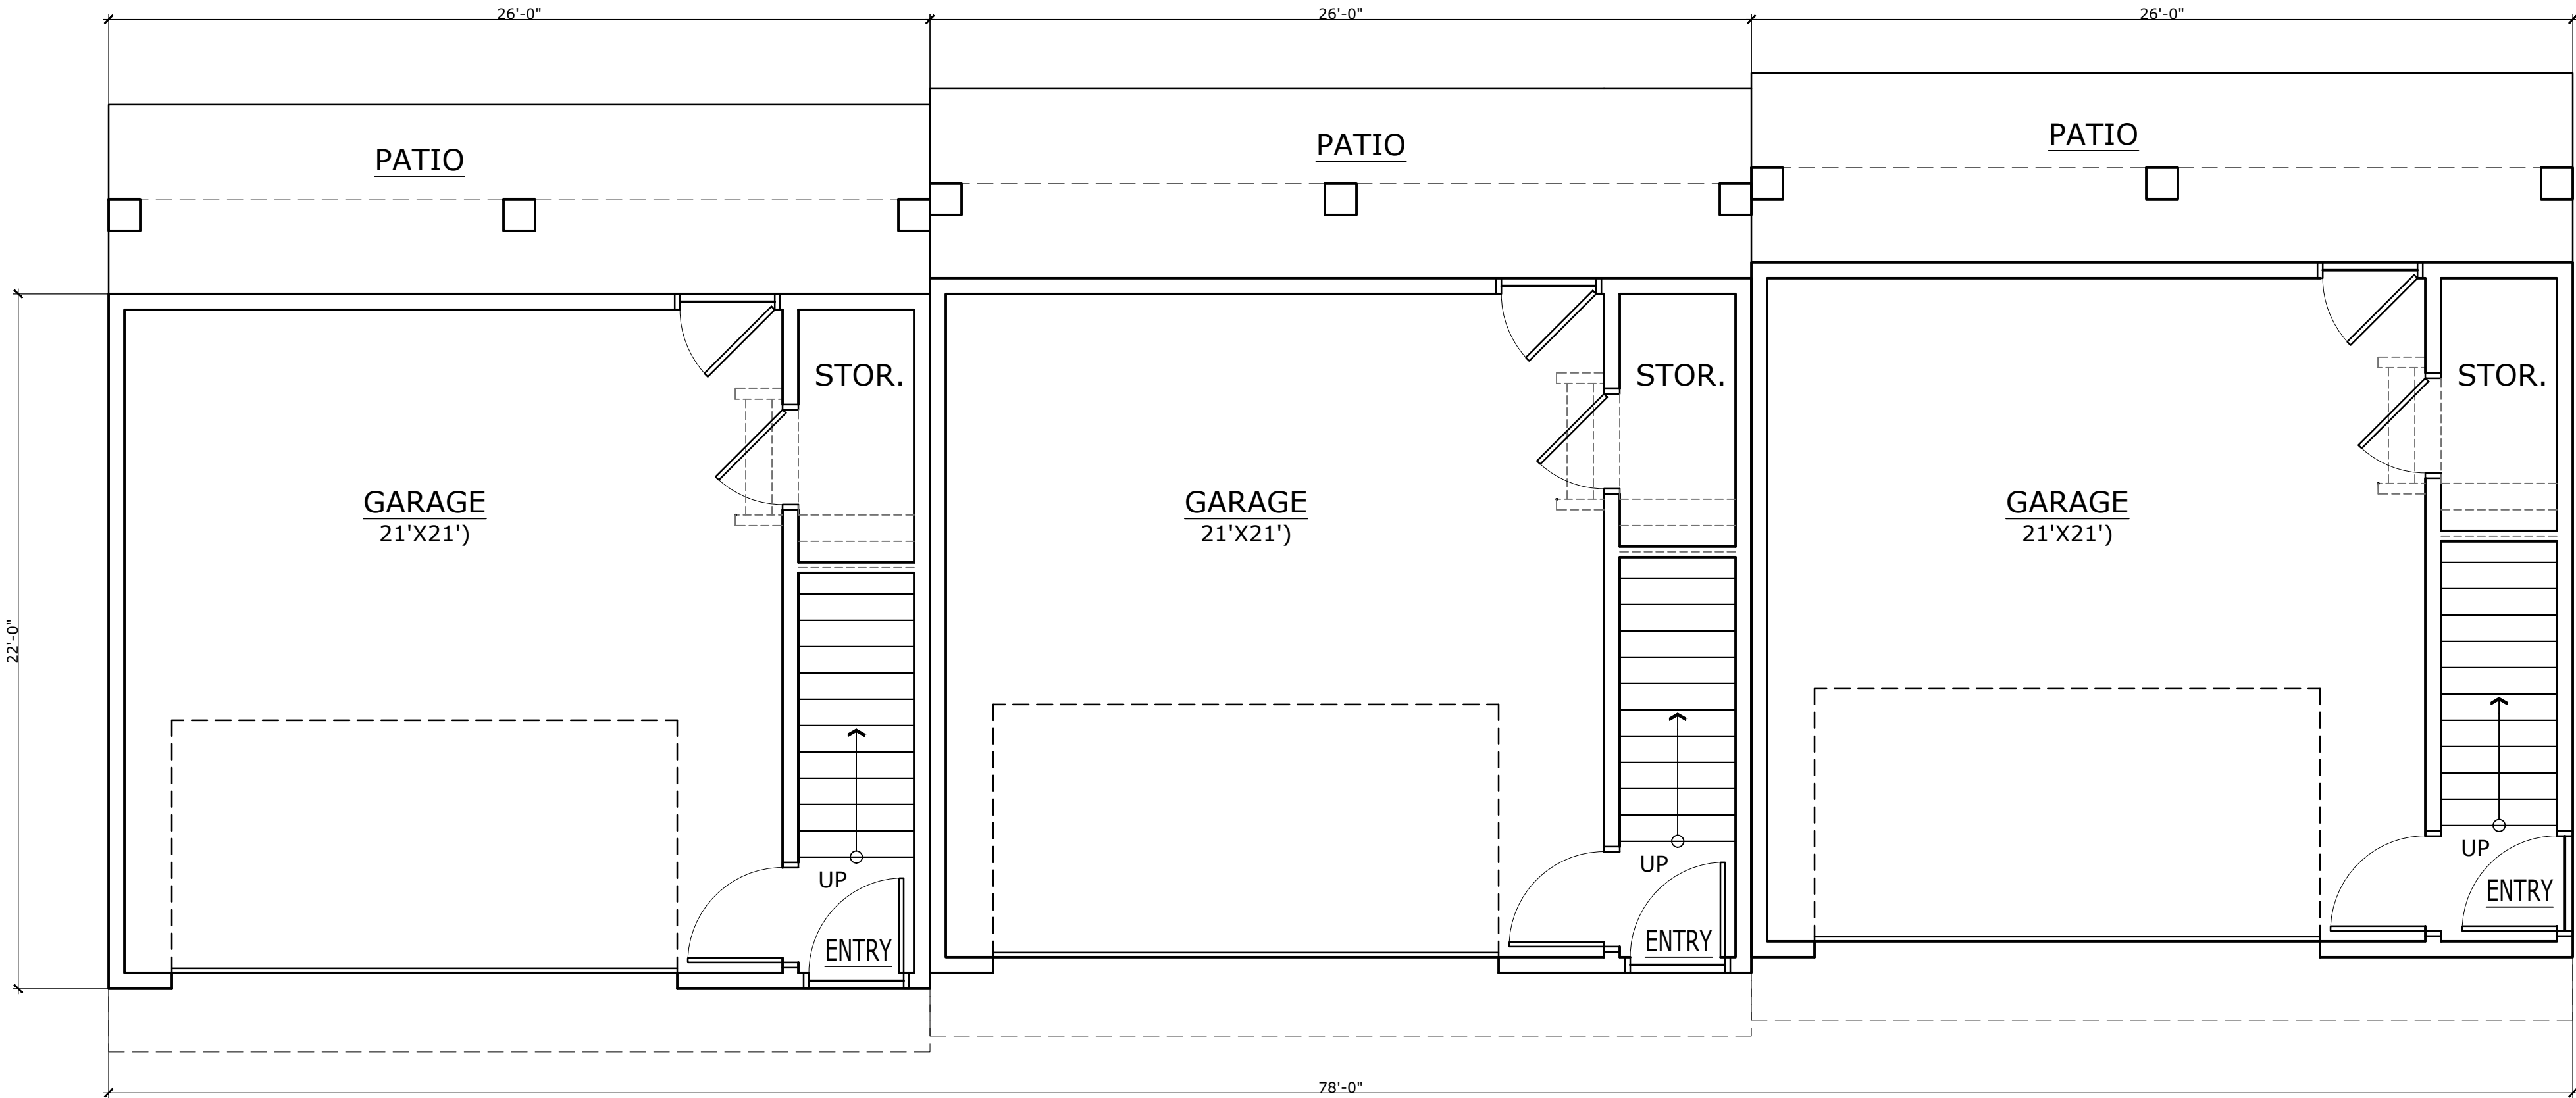 26'-0"
26'-0"
26'-0"
PATIO
PATIO
PATIO
STOR.
STOR.
STOR.
GARAGE
21'X21')
GARAGE
21'X21')
GARAGE
21'X21')
22'-0"
UP
ENTRY
UP
ENTRY
UP
ENTRY
78'-0"